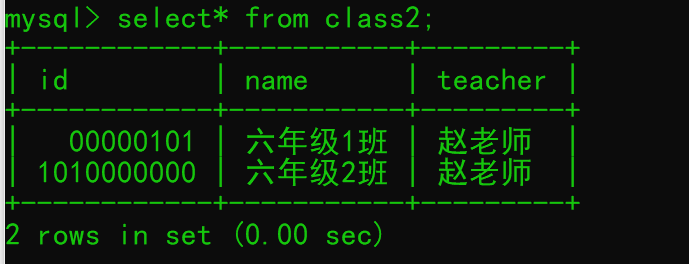 mysql> select* from class2;
+------------+-----------+---------+
| id         | name      | teacher |
+------------+-----------+---------+
|   00000101 | 六年级1班 | 赵老师  |
| 1010000000 | 六年级2班 | 赵老师  |
+------------+-----------+---------+
2 rows in set (0.00 sec)